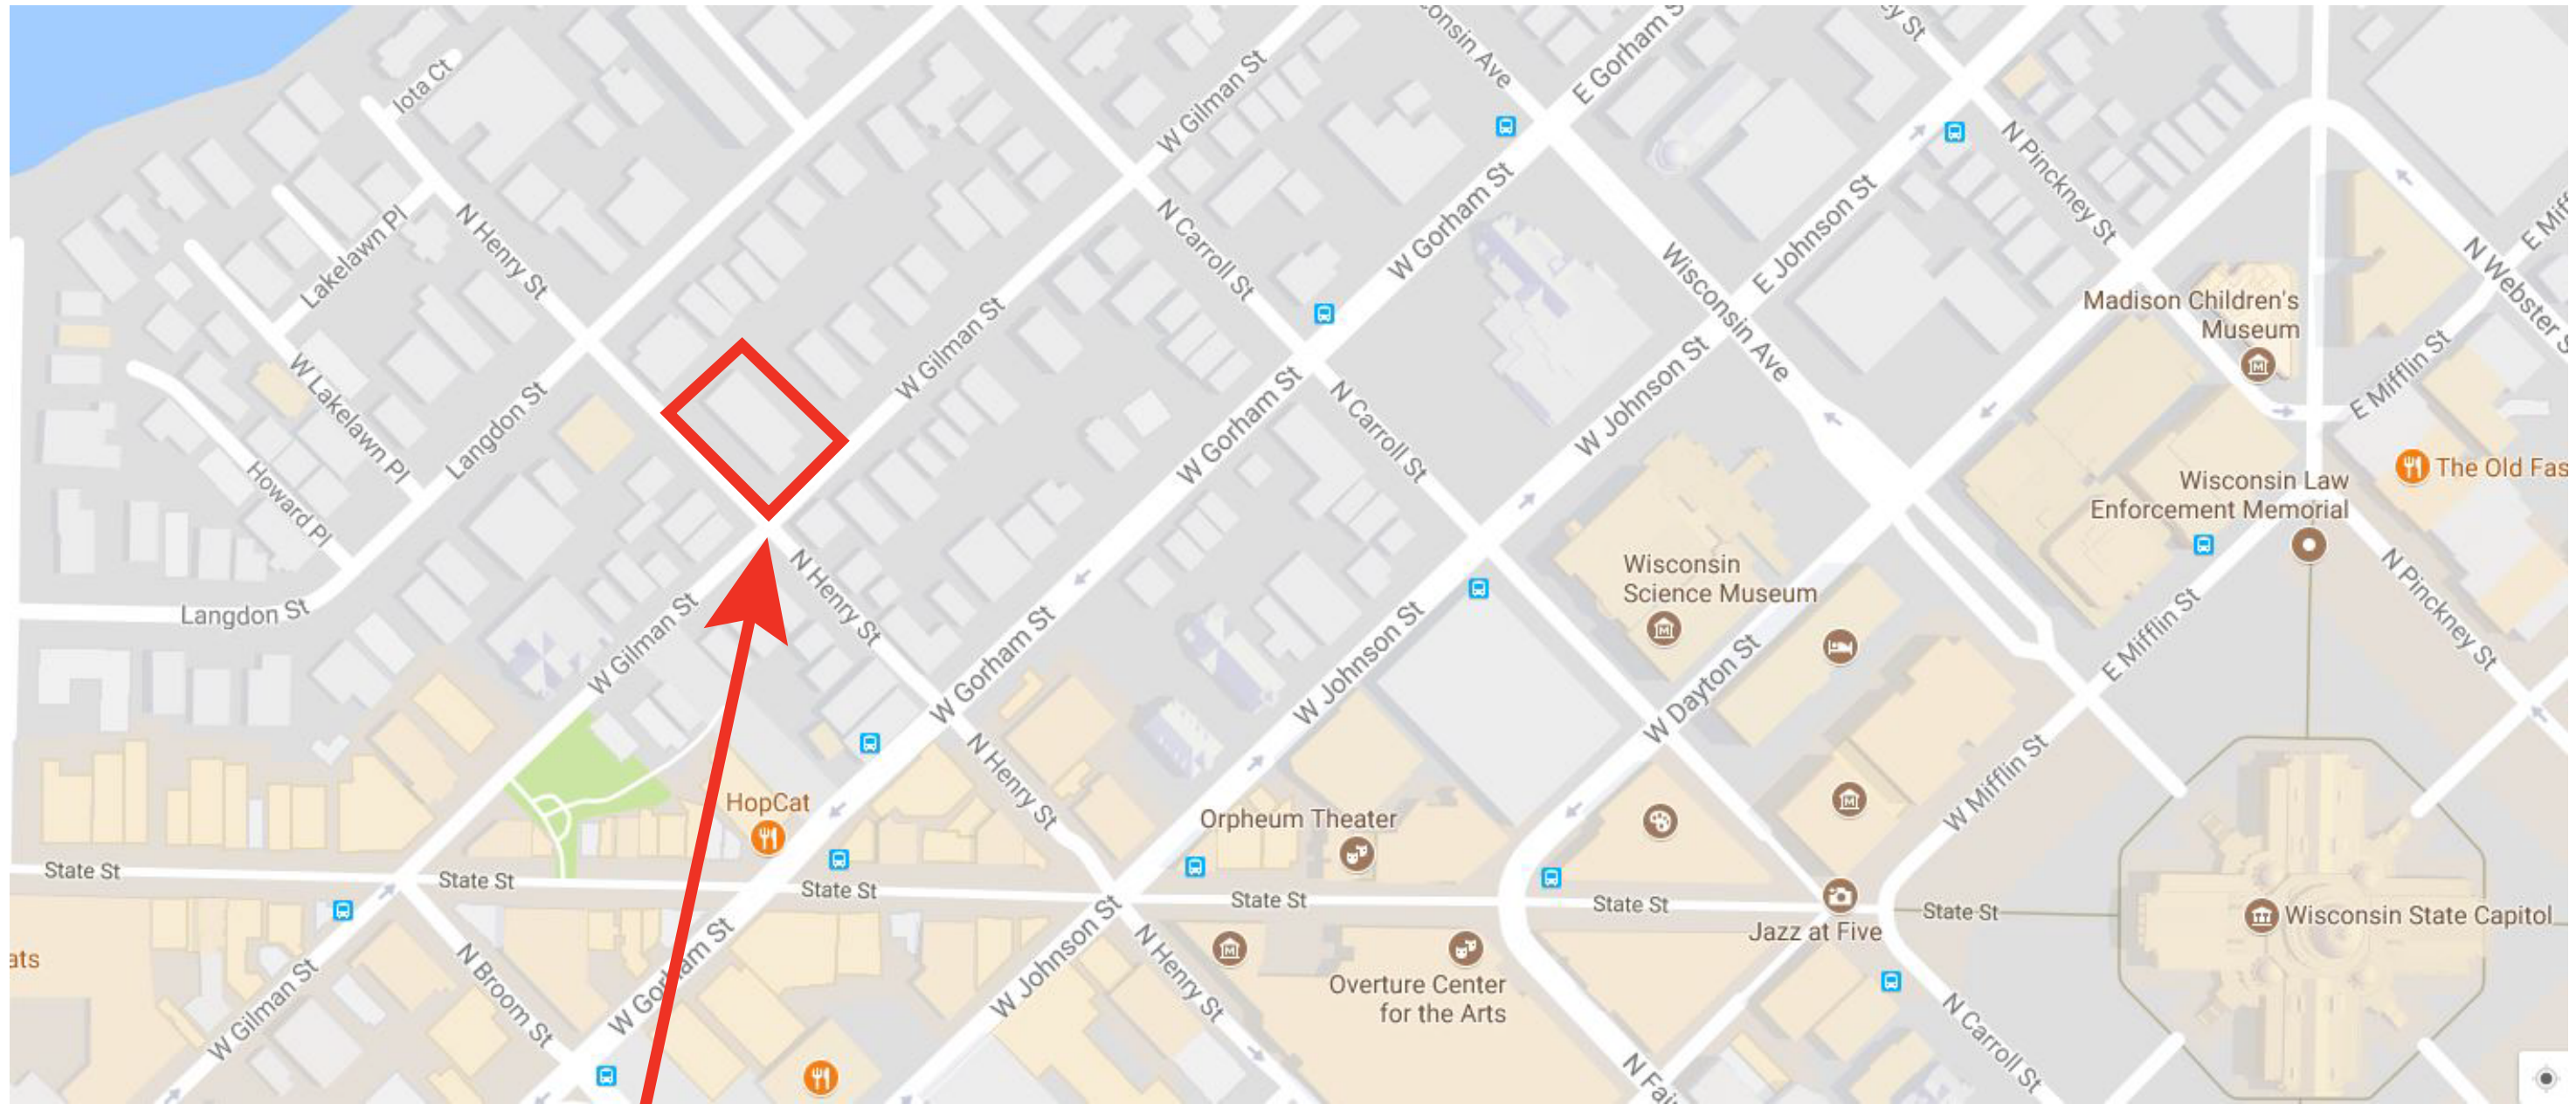 onsin Ave
E Gorham S
ey St
Iota Ct
W Gilman St
N Pinckney St
E Miff
N Henry St
Lakelawn Pl
N Carroll St
W Gorham St
Wisconsin Ave
E Johnson St
N Webster S
Madison Children's
Museum
W Lakelawn Pl
Langdon St
W Gilman St
W Gorham St
N Carroll St
W Johnson St
E Mifflin St
Howard Pl
The Old Fas
Wisconsin Law
Enforcement Memorial
N Henry St
Wisconsin
Science Museum
N Pinckney St
Langdon St
W Gilman St
W Gorham St
W Johnson St
W Dayton St
E Mifflin St
N Henry St
W Mifflin St
HopCat
Orpheum Theater
State St
State St
State St
State St
State St
State St
Wisconsin State Capitol
Jazz at Five
ats
W Gilman St
N Broom St
W Gorham St
W Johnson St
N Henry St
Overture Center
for the Arts
N Carroll St
N Fai